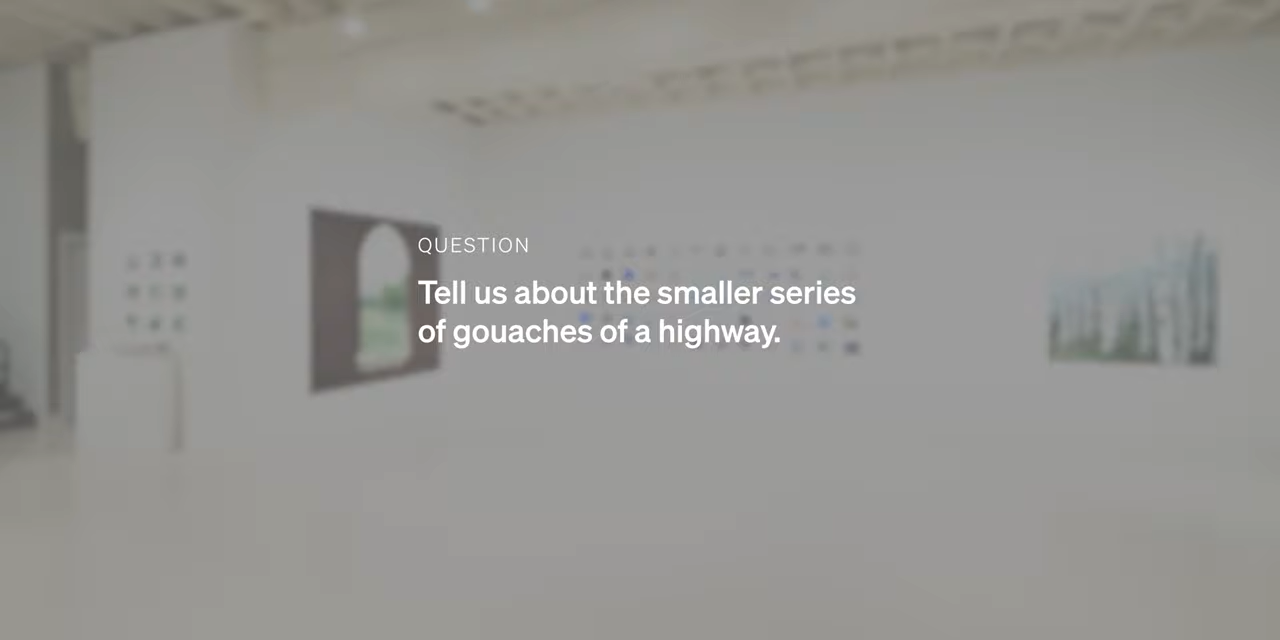 QUESTION
Tell us about the smaller series
of gouaches of a highway.